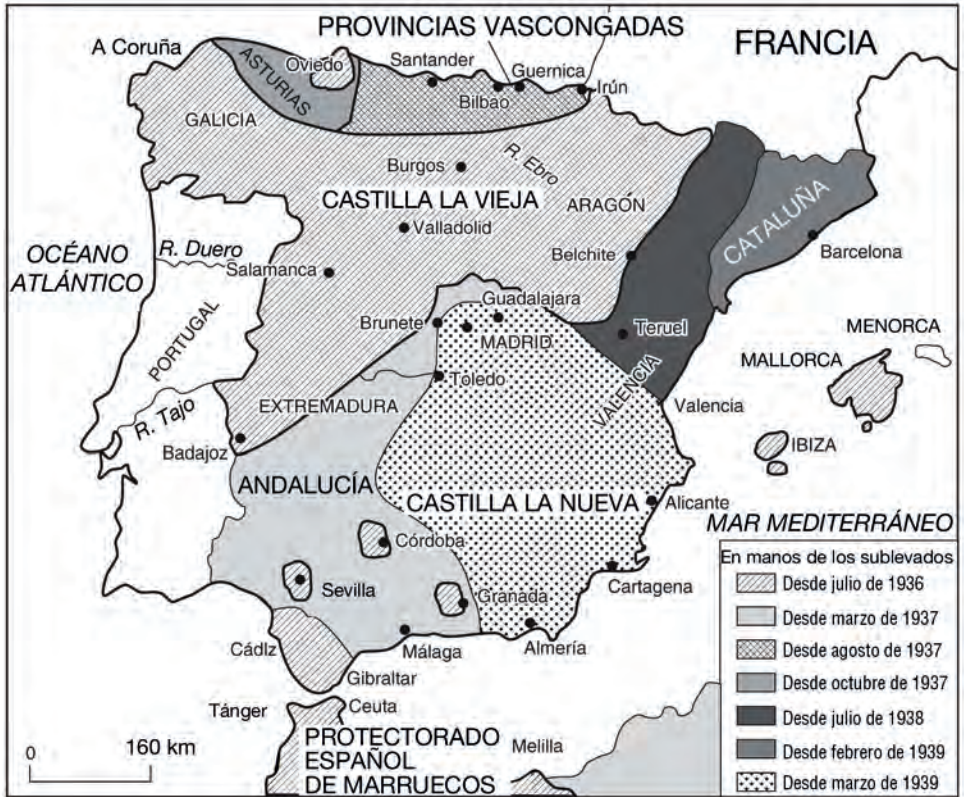 PROVINCIAS VASCONGADAS
FRANCIA
A Coruña
Oviedo
Santander
Guernica
Irún
Bilbao
ASTURIAS
GALICIA
Burgos
R. Ebro
CASTILLA LA VIEJA
ARAGÓN
CATALUÑA
Valladolid
Barcelona
OCÉANO
ATLÁNTICO
R. Duero
Salamanca
Belchite
Guadalajara
Brunete
MADRID
Teruel
MENORCA
MALLORCA
PORTUGAL
Toledo
VALENCIA
Valencia
EXTREMADURA
R. Tajo
Badajoz
IBIZA
ANDALUCÍA
CASTILLA LA NUEVA
Alicante
MAR MEDITERRÁNEO
Córdoba
Sevilla
Granada
Cartagena
Cádlz
Málaga
Almería
Gibraltar
Tánger
Ceuta
PROTECTORADO
ESPAÑOL
DE MARRUECOS
Melilla
0 160 km
En manos de los sublevados
Desde julio de 1936
Desde marzo de 1937
Desde agosto de 1937
Desde octubre de 1937
Desde julio de 1938
Desde febrero de 1939
Desde marzo de 1939